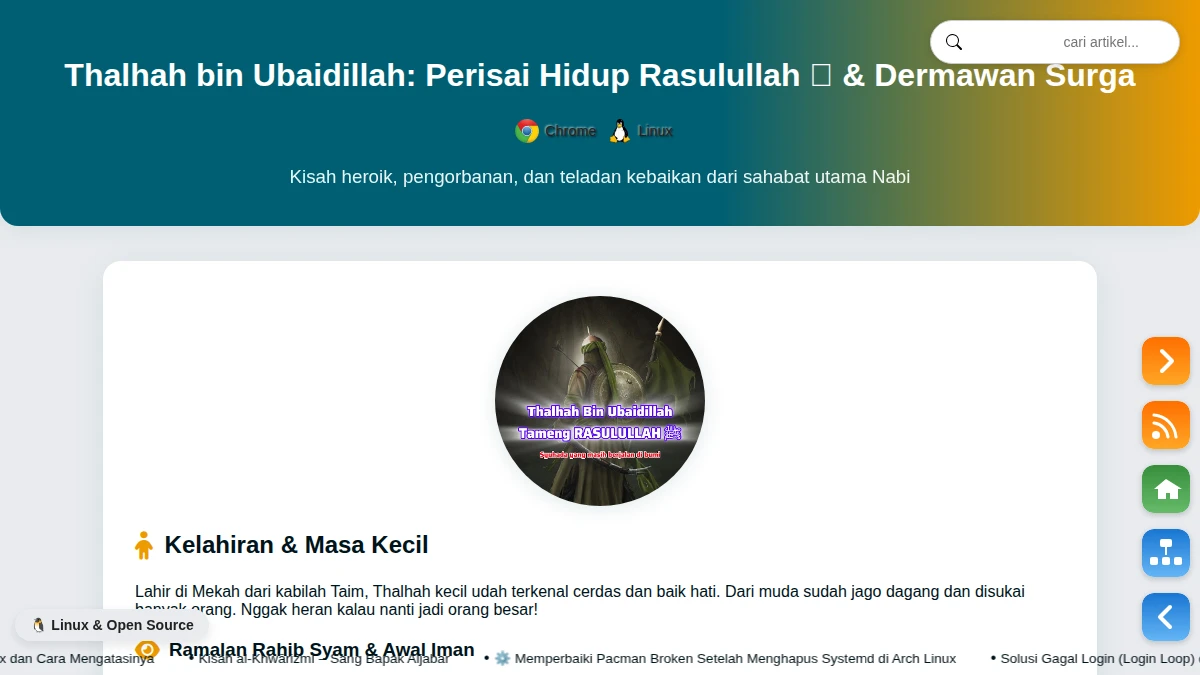 cari artikel...
Thalhah bin Ubaidillah: Perisai Hidup Rasulullah & Dermawan Surga
Chrome Linux
Kisah heroik, pengorbanan, dan teladan kebaikan dari sahabat utama Nabi
Thalhah Bin Ubaidillah
Tameng RASULULLAH ﷺ
Syuhada yang masih berjalan di bumi
Kelahiran & Masa Kecil
Lahir di Mekah dari kabilah Taim, Thalhah kecil udah terkenal cerdas dan baik hati. Dari muda sudah jago dagang dan disukai
banyak orang. Nggak heran kalau nanti jadi orang besar!
🐧 Linux & Open Source
Ramalan Rahib Syam & Awal Iman
x dan Cara Mengatasinya • Kisah al-Khwarizmi – Sang Bapak Aljabar • ⚙️ Memperbaiki Pacman Broken Setelah Menghapus Systemd di Arch Linux • Solusi Gagal Login (Login Loop)